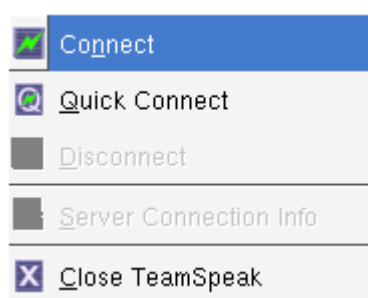 Connect
Quick Connect
Disconnect
Server Connection Info
Close TeamSpeak